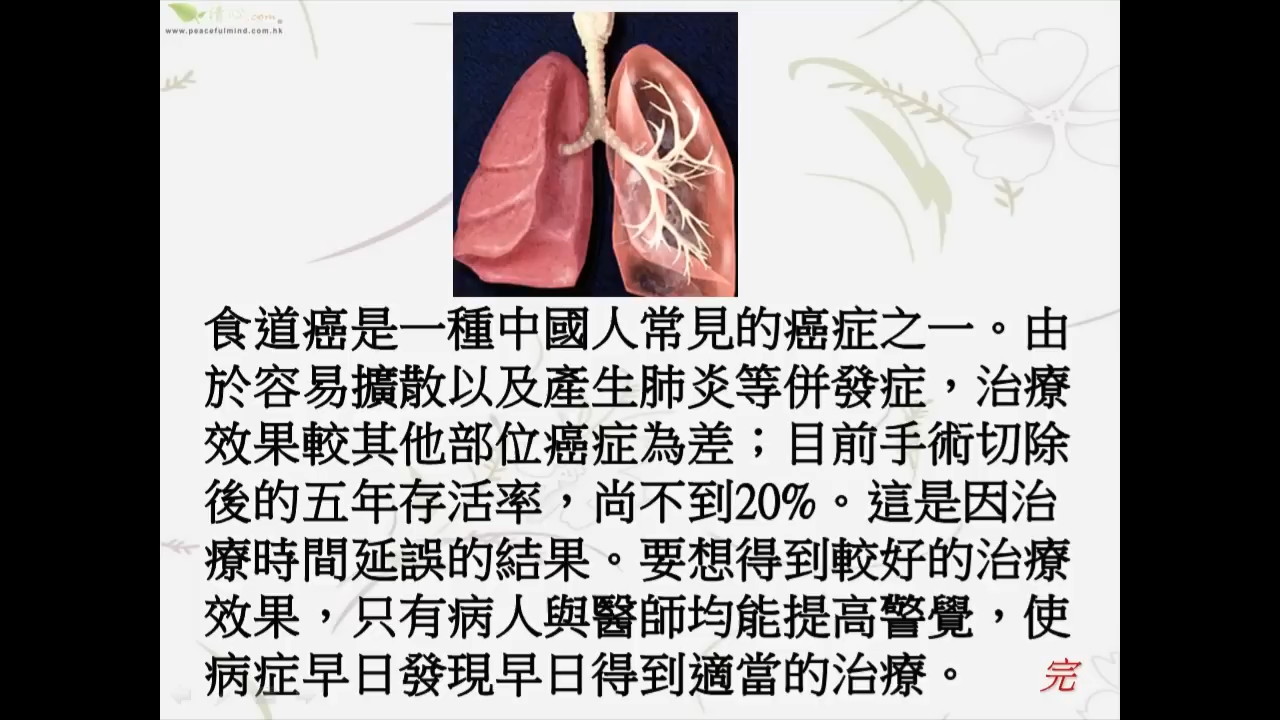 清心.com
www.peacefulmind.com.hk
食道癌是一種中國人常見的癌症之一。由
於容易擴散以及產生肺炎等併發症，治療
效果較其他部位癌症為差；目前手術切除
後的五年存活率，尚不到20%。這是因治
療時間延誤的結果。要想得到較好的治療
效果，只有病人與醫師均能提高警覺，使
病症早日發現早日得到適當的治療。
完